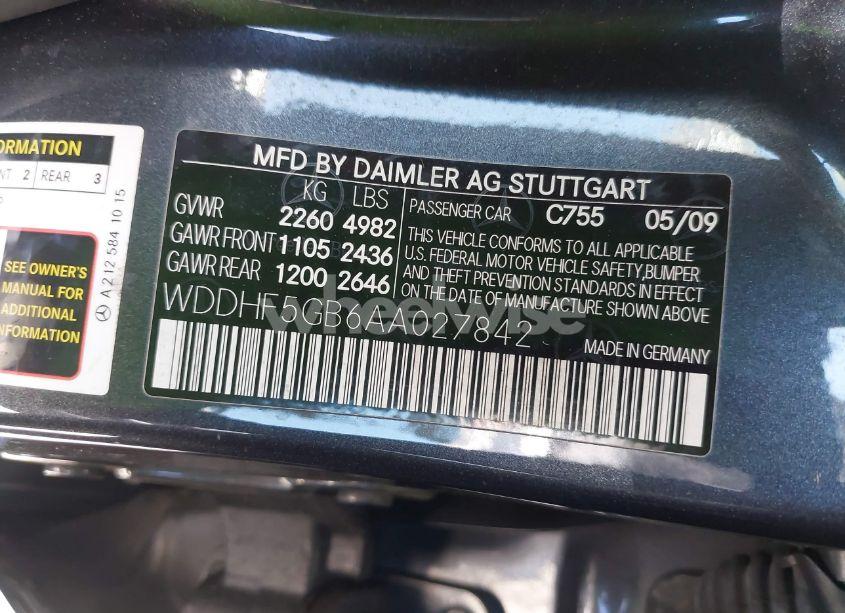 ORMATION
NT 2 REAR 3
A 212 584 10 15
SEE OWNER'S
MANUAL FOR
ADDITIONAL
INFORMATION
MFD BY DAIMLER AG STUTTGART
KG LBS
GVWR 2260 4982
GAWR FRONT 1105 2436
GAWR REAR 1200 2646
PASSENGER CAR C755 05/09
THIS VEHICLE CONFORMS TO ALL APPLICABLE
U.S. FEDERAL MOTOR VEHICLE SAFETY,BUMPER
AND THEFT PREVENTION STANDARDS IN EFFECT
ON THE DATE OF MANUFACTURE SHOWN ABOVE
WDDHF5GB6AA027842
MADE IN GERMANY
wheelwise